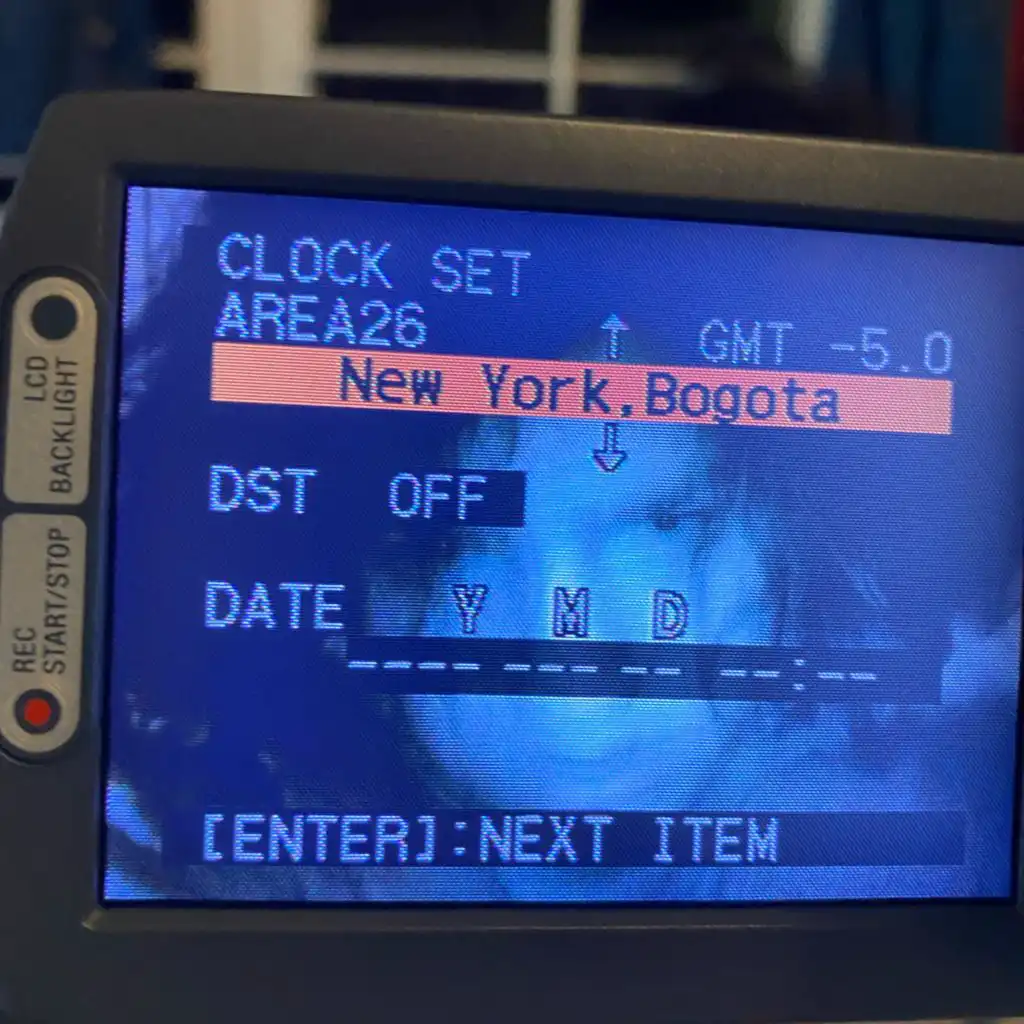 LCD
BACKLIGHT
REC
START/STOP
CLOCK SET
AREA26 ↑ GMT -5.0
New York,Bogota
↓
DST OFF
DATE Y M D
---- --- -- --:--
[ENTER]:NEXT ITEM